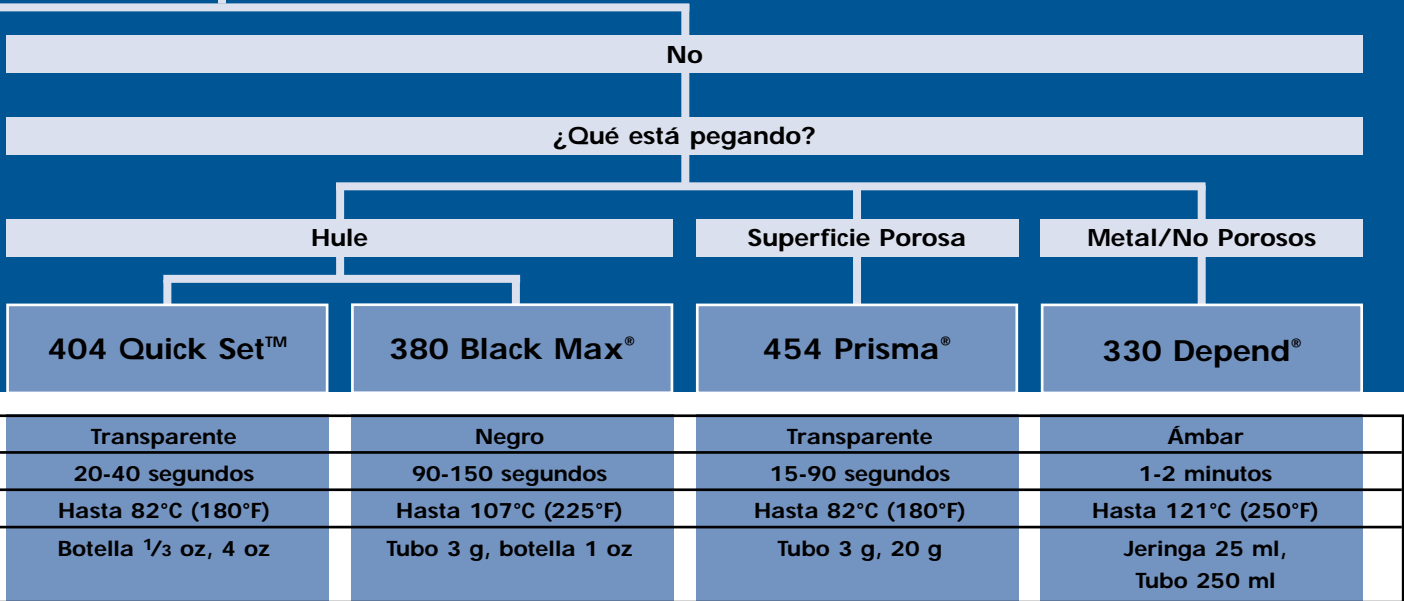 No
¿Qué está pegando?
Hule Superficie Porosa Metal/No Porosos
404 Quick Set™ 380 Black Max® 454 Prisma® 330 Depend®
Transparente Negro Transparente Ámbar
20-40 segundos 90-150 segundos 15-90 segundos 1-2 minutos
Hasta 82°C (180°F) Hasta 107°C (225°F) Hasta 82°C (180°F) Hasta 121°C (250°F)
Botella 1/3 oz, 4 oz Tubo 3 g, botella 1 oz Tubo 3 g, 20 g Jeringa 25 ml,
Tubo 250 ml